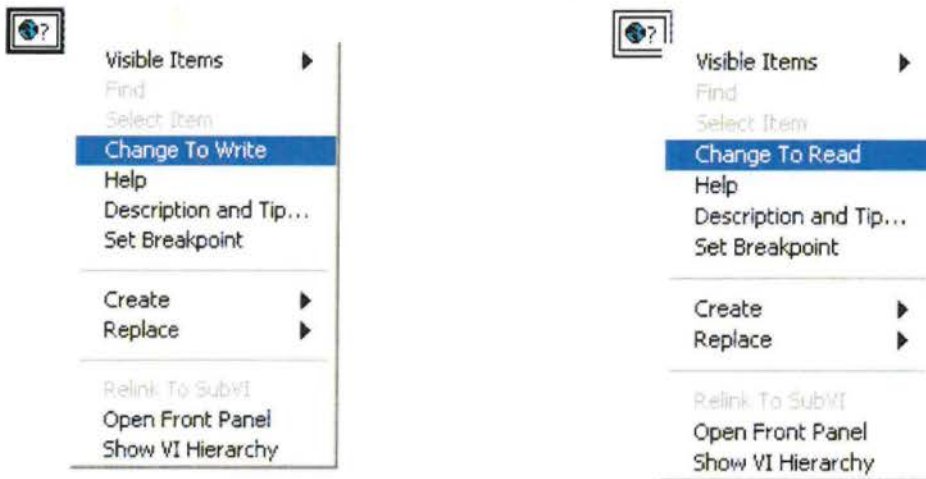 ?
Visible Items
Find
Select Item
Change To Write
Help
Description and Tip...
Set Breakpoint
Create
Replace
Relink To SubVI
Open Front Panel
Show VI Hierarchy
?
Visible Items
Find
Select Item
Change To Read
Help
Description and Tip...
Set Breakpoint
Create
Replace
Relink To SubVI
Open Front Panel
Show VI Hierarchy